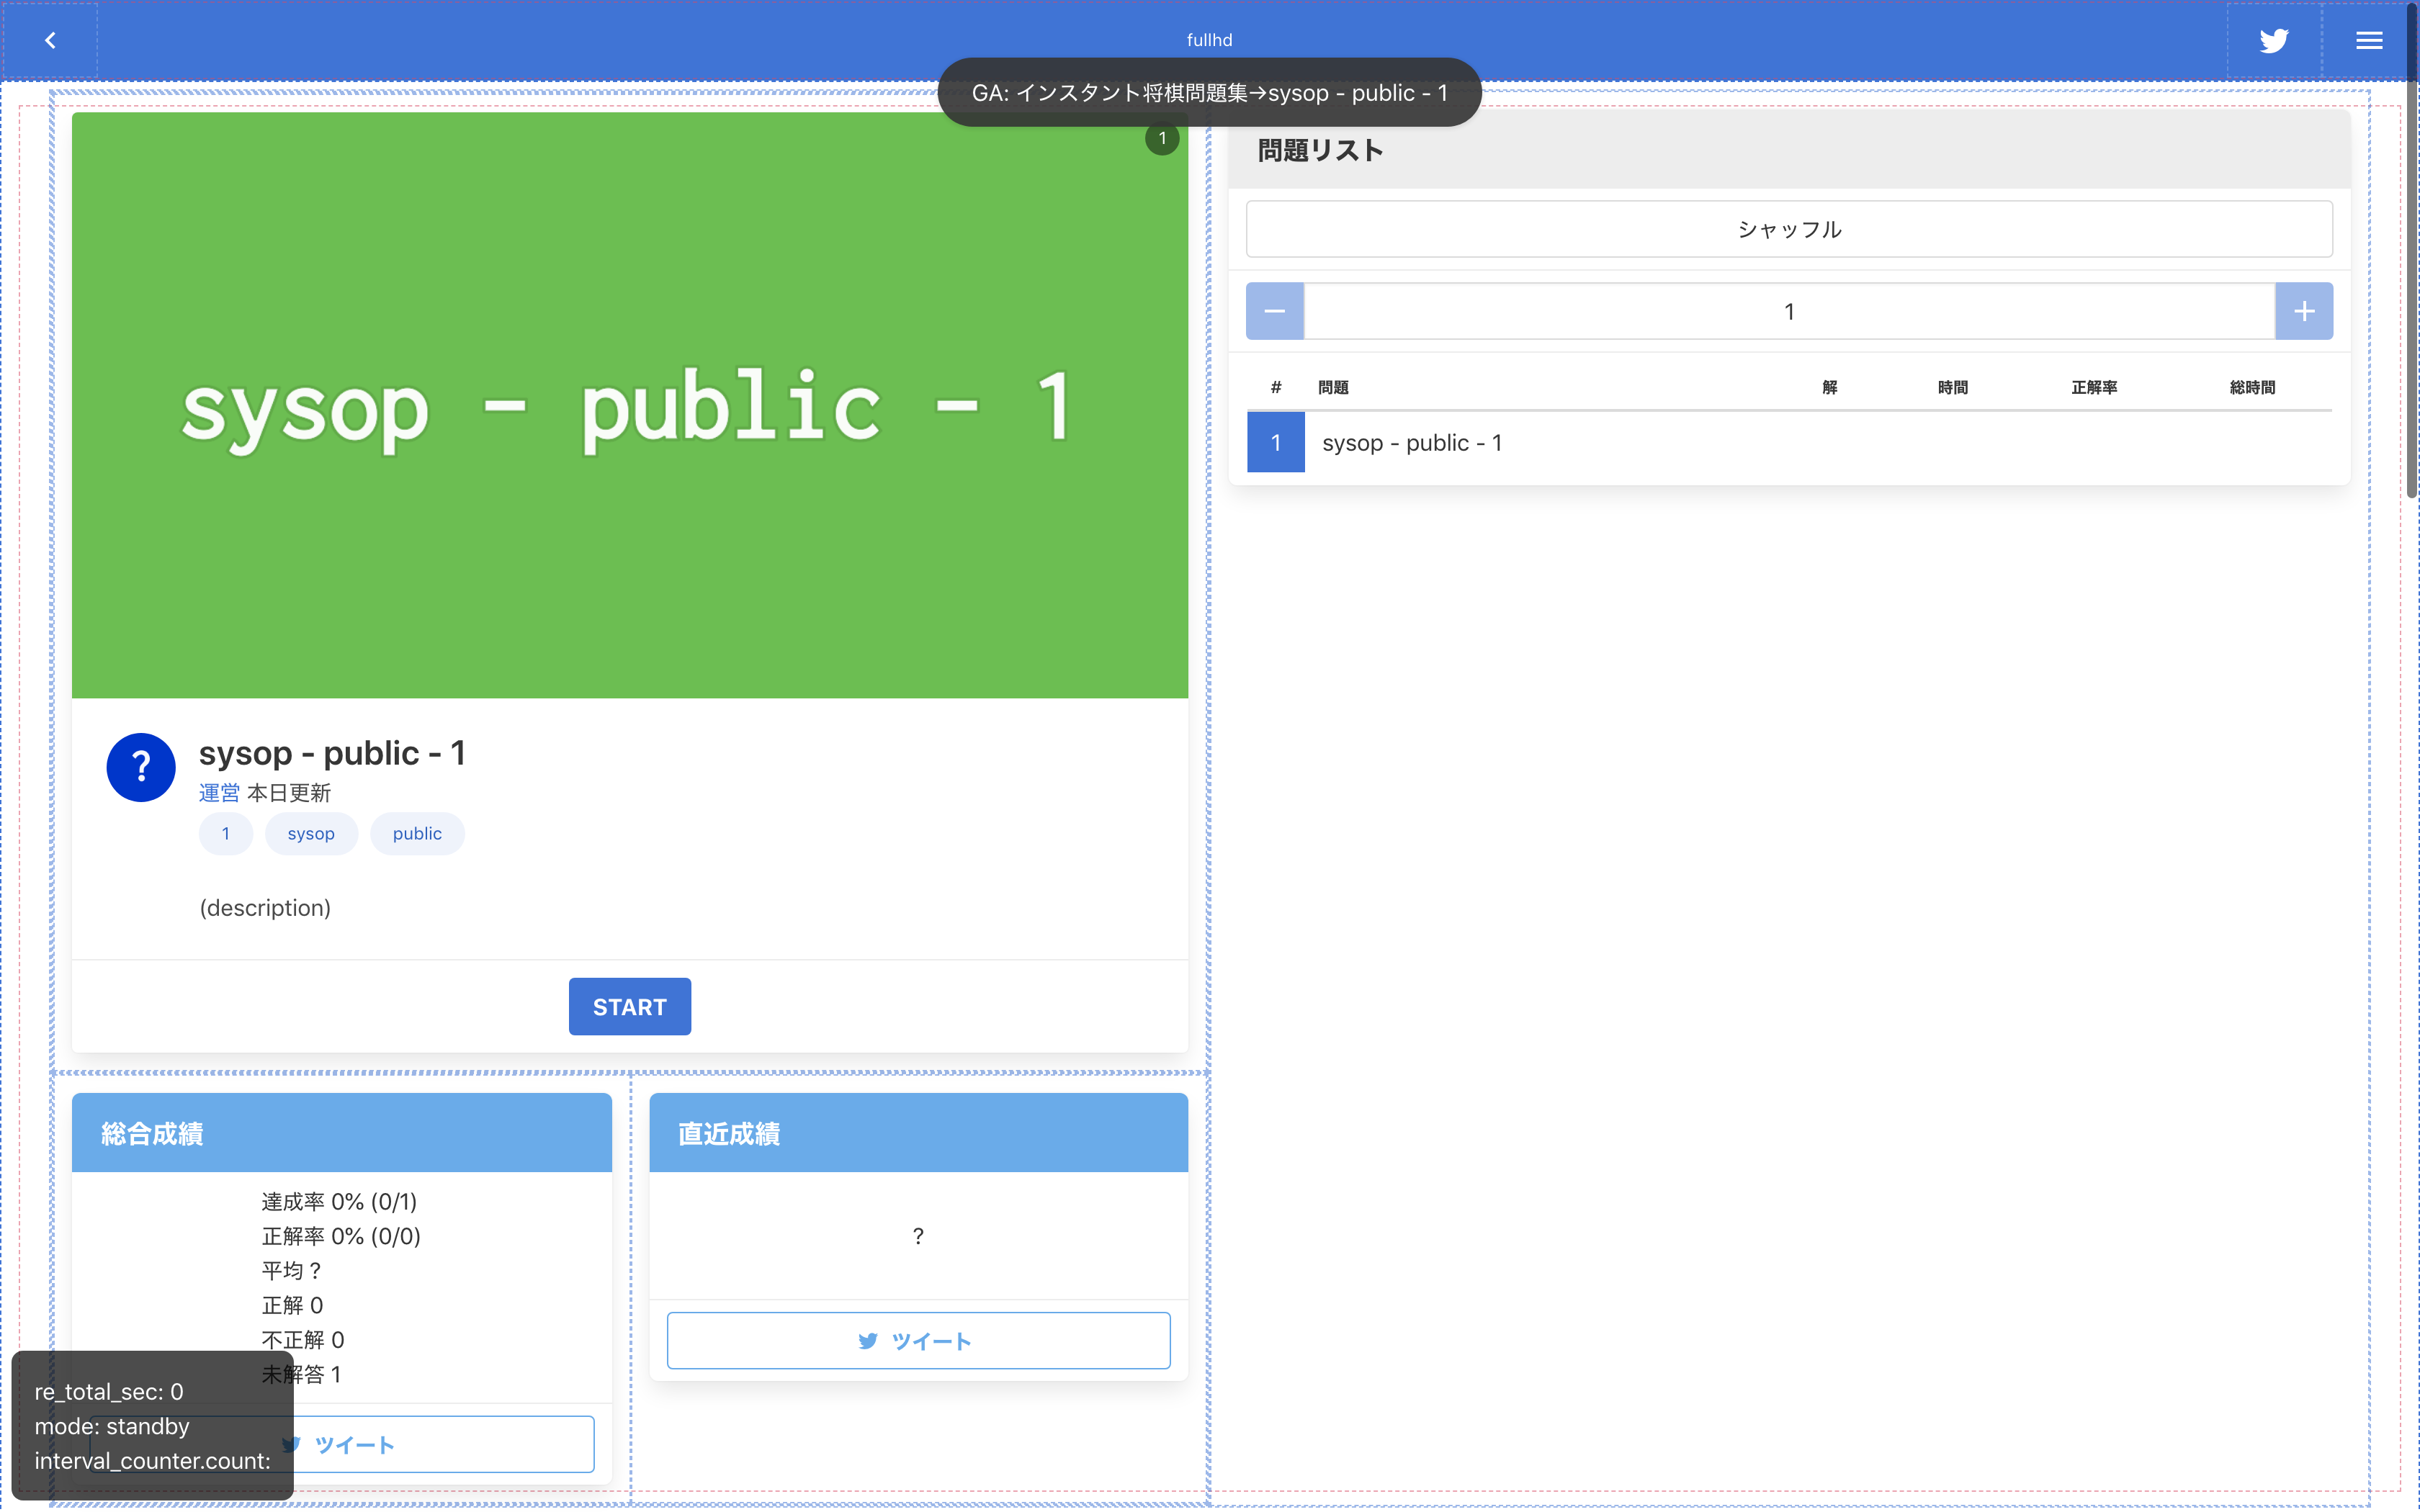 fullhd
GA: インスタント将棋問題集→sysop - public - 1
1
sysop - public - 1
?
sysop - public - 1
運営 本日更新
1 sysop public
(description)
START
総合成績
達成率 0% (0/1)
正解率 0% (0/0)
平均 ?
正解 0
不正解 0
未解答 1
ツイート
直近成績
?
ツイート
re_total_sec: 0
mode: standby
interval_counter.count:
問題リスト
シャッフル
1
# 問題 解 時間 正解率 総時間
1 sysop - public - 1